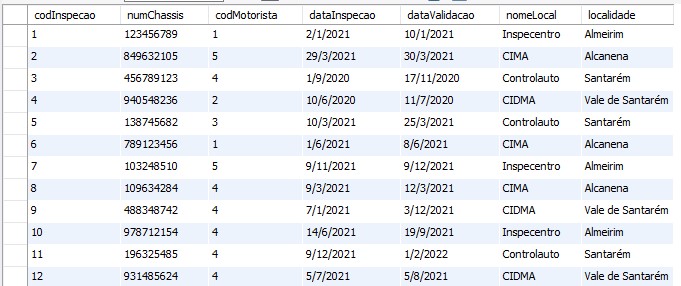 codInspecao numChassis codMotorista dataInspecao dataValidacao nomeLocal localidade
1 123456789 1 2/1/2021 10/1/2021 Inspecentro Almeirim
2 849632105 5 29/3/2021 30/3/2021 CIMA Alcanena
3 456789123 4 1/9/2020 17/11/2020 Controlauto Santarém
4 940548236 2 10/6/2020 11/7/2020 CIDMA Vale de Santarém
5 138745682 3 10/3/2021 25/3/2021 Controlauto Santarém
6 789123456 1 1/6/2021 8/6/2021 CIMA Alcanena
7 103248510 5 9/11/2021 9/12/2021 Inspecentro Almeirim
8 109634284 4 9/3/2021 12/3/2021 CIMA Alcanena
9 488348742 4 7/1/2021 3/12/2021 CIDMA Vale de Santarém
10 978712154 4 14/6/2021 19/9/2021 Inspecentro Almeirim
11 196325485 4 9/12/2021 1/2/2022 Controlauto Santarém
12 931485624 4 5/7/2021 5/8/2021 CIDMA Vale de Santarém